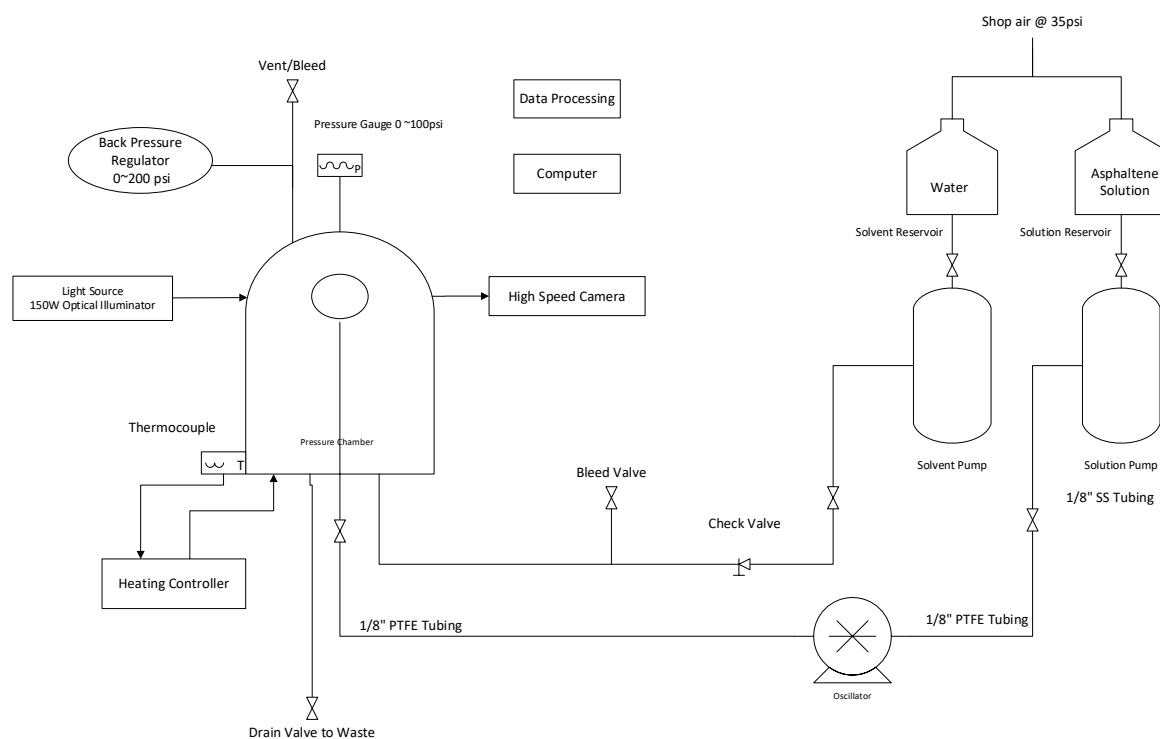 Shop air @ 35psi
Vent/Bleed
Data Processing
Pressure Gauge 0 ~100psi
Back Pressure
Regulator
0~200 psi
P
Computer
Water
Asphaltene
Solution
Solvent Reservoir
Solution Reservoir
Light Source
150W Optical Illuminator
High Speed Camera
Thermocouple
T
Pressure Chamber
Bleed Valve
Check Valve
Solvent Pump
Solution Pump
1/8" SS Tubing
Heating Controller
1/8" PTFE Tubing
1/8" PTFE Tubing
Oscillator
Drain Valve to Waste